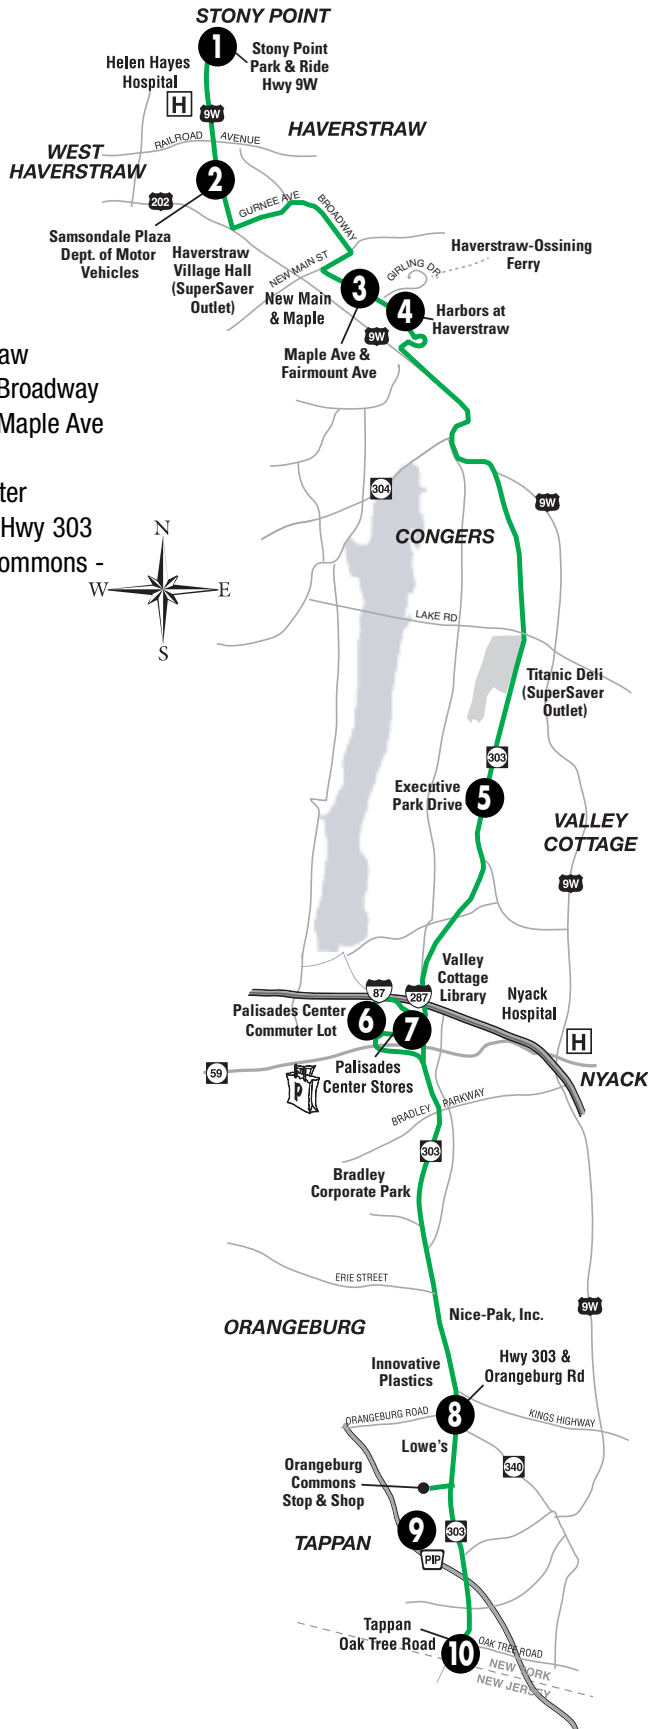 STONY POINT
1
Stony Point
Park & Ride
Hwy 9W
Helen Hayes
Hospital
H
9W
HAVERSTRAW
RAILROAD AVENUE
WEST
HAVERSTRAW
2
202
GURNEE AVE
BROADWAY
Samsondale Plaza
Dept. of Motor
Vehicles
Haverstraw
Village Hall
(SuperSaver
Outlet)
NEW MAIN ST
GIRLING DR.
Haverstraw-Ossining
Ferry
3
New Main
& Maple
4
Harbors at
Haverstraw
9W
Maple Ave &
Fairmount Ave
aw
Broadway
Maple Ave
ter
Hwy 303
ommons -
304
9W
CONGERS
N
W
E
S
LAKE RD
Titanic Deli
(SuperSaver
Outlet)
303
Executive
Park Drive
5
VALLEY
COTTAGE
9W
Valley
Cottage
Library
87
287
Nyack
Hospital
Palisades Center
Commuter Lot
6
7
H
59
P
Palisades
Center Stores
NYACK
BRADLEY PARKWAY
303
Bradley
Corporate Park
ERIE STREET
9W
Nice-Pak, Inc.
ORANGEBURG
Innovative
Plastics
Hwy 303 &
Orangeburg Rd
8
ORANGEBURG ROAD
KINGS HIGHWAY
Lowe's
340
Orangeburg
Commons
Stop & Shop
9
303
TAPPAN
PIP
Tappan
Oak Tree Road
10
OAK TREE ROAD
NEW YORK
NEW JERSEY